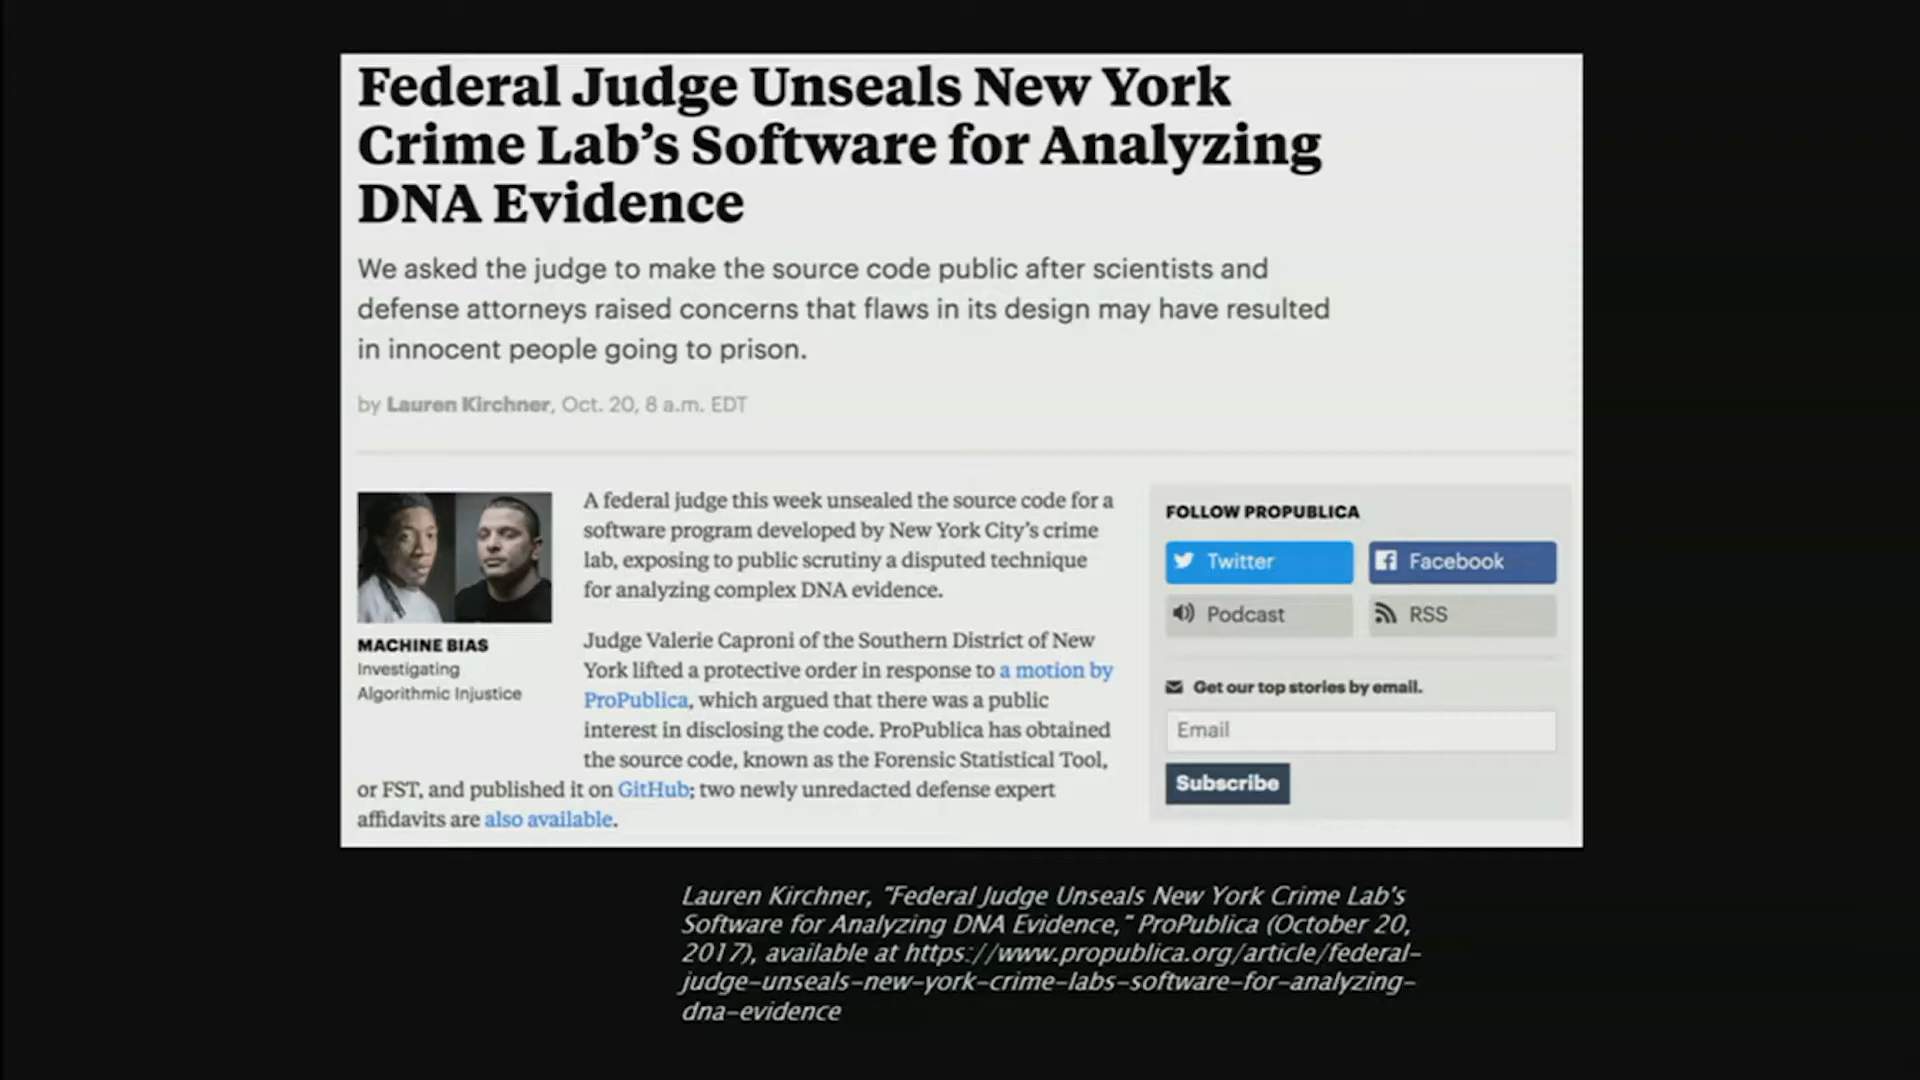 Federal Judge Unseals New York
Crime Lab’s Software for Analyzing
DNA Evidence
We asked the judge to make the source code public after scientists and
defense attorneys raised concerns that flaws in its design may have resulted
in innocent people going to prison.
by Lauren Kirchner, Oct. 20, 8 a.m. EDT
MACHINE BIAS
Investigating
Algorithmic Injustice
A federal judge this week unsealed the source code for a
software program developed by New York City’s crime
lab, exposing to public scrutiny a disputed technique
for analyzing complex DNA evidence.
Judge Valerie Caproni of the Southern District of New
York lifted a protective order in response to a motion by
ProPublica, which argued that there was a public
interest in disclosing the code. ProPublica has obtained
the source code, known as the Forensic Statistical Tool,
or FST, and published it on GitHub; two newly unredacted defense expert
affidavits are also available.
FOLLOW PROPUBLICA
Twitter
Facebook
Podcast
RSS
Get our top stories by email.
Email
Subscribe
Lauren Kirchner, "Federal Judge Unseals New York Crime Lab's
Software for Analyzing DNA Evidence," ProPublica (October 20,
2017), available at https://www.propublica.org/article/federal-
judge-unseals-new-york-crime-labs-software-for-analyzing-
dna-evidence